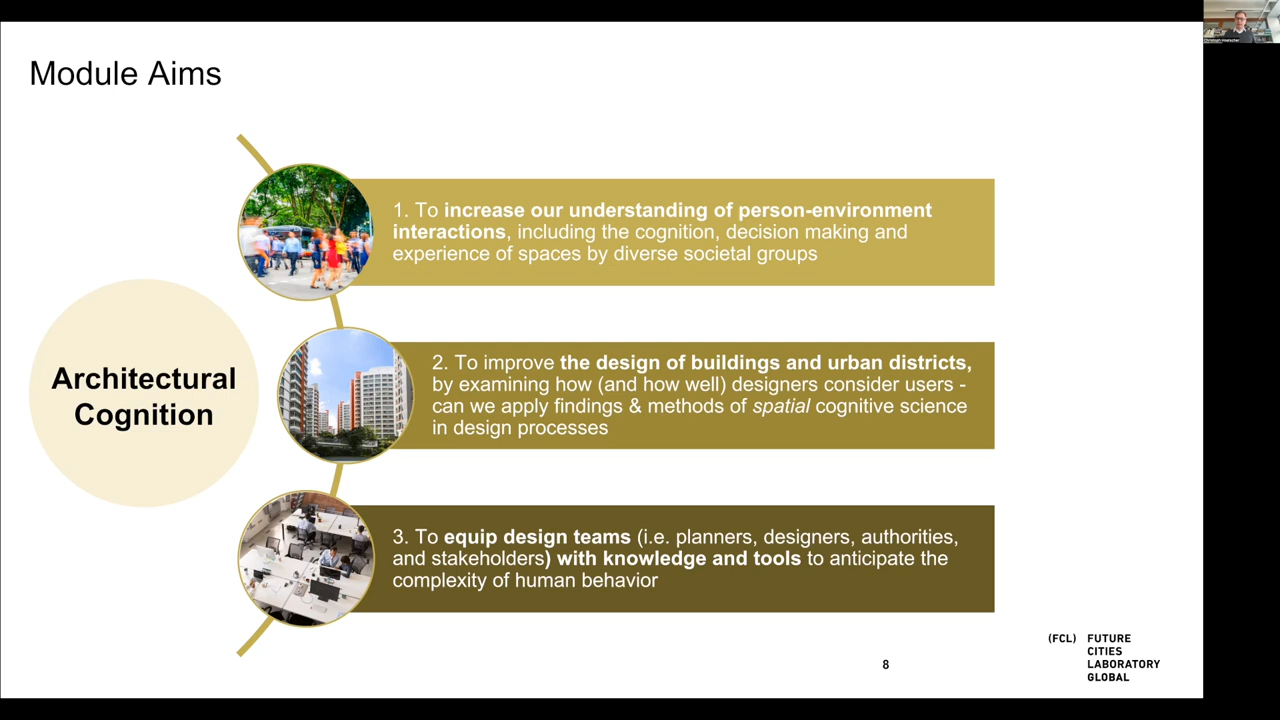 Module Aims
Architectural
Cognition
1. To increase our understanding of person-environment
interactions, including the cognition, decision making and
experience of spaces by diverse societal groups
2. To improve the design of buildings and urban districts,
by examining how (and how well) designers consider users -
can we apply findings & methods of spatial cognitive science
in design processes
3. To equip design teams (i.e. planners, designers, authorities,
and stakeholders) with knowledge and tools to anticipate the
complexity of human behavior
8
(FCL) FUTURE
CITIES
LABORATORY
GLOBAL
Christoph Hoelscher